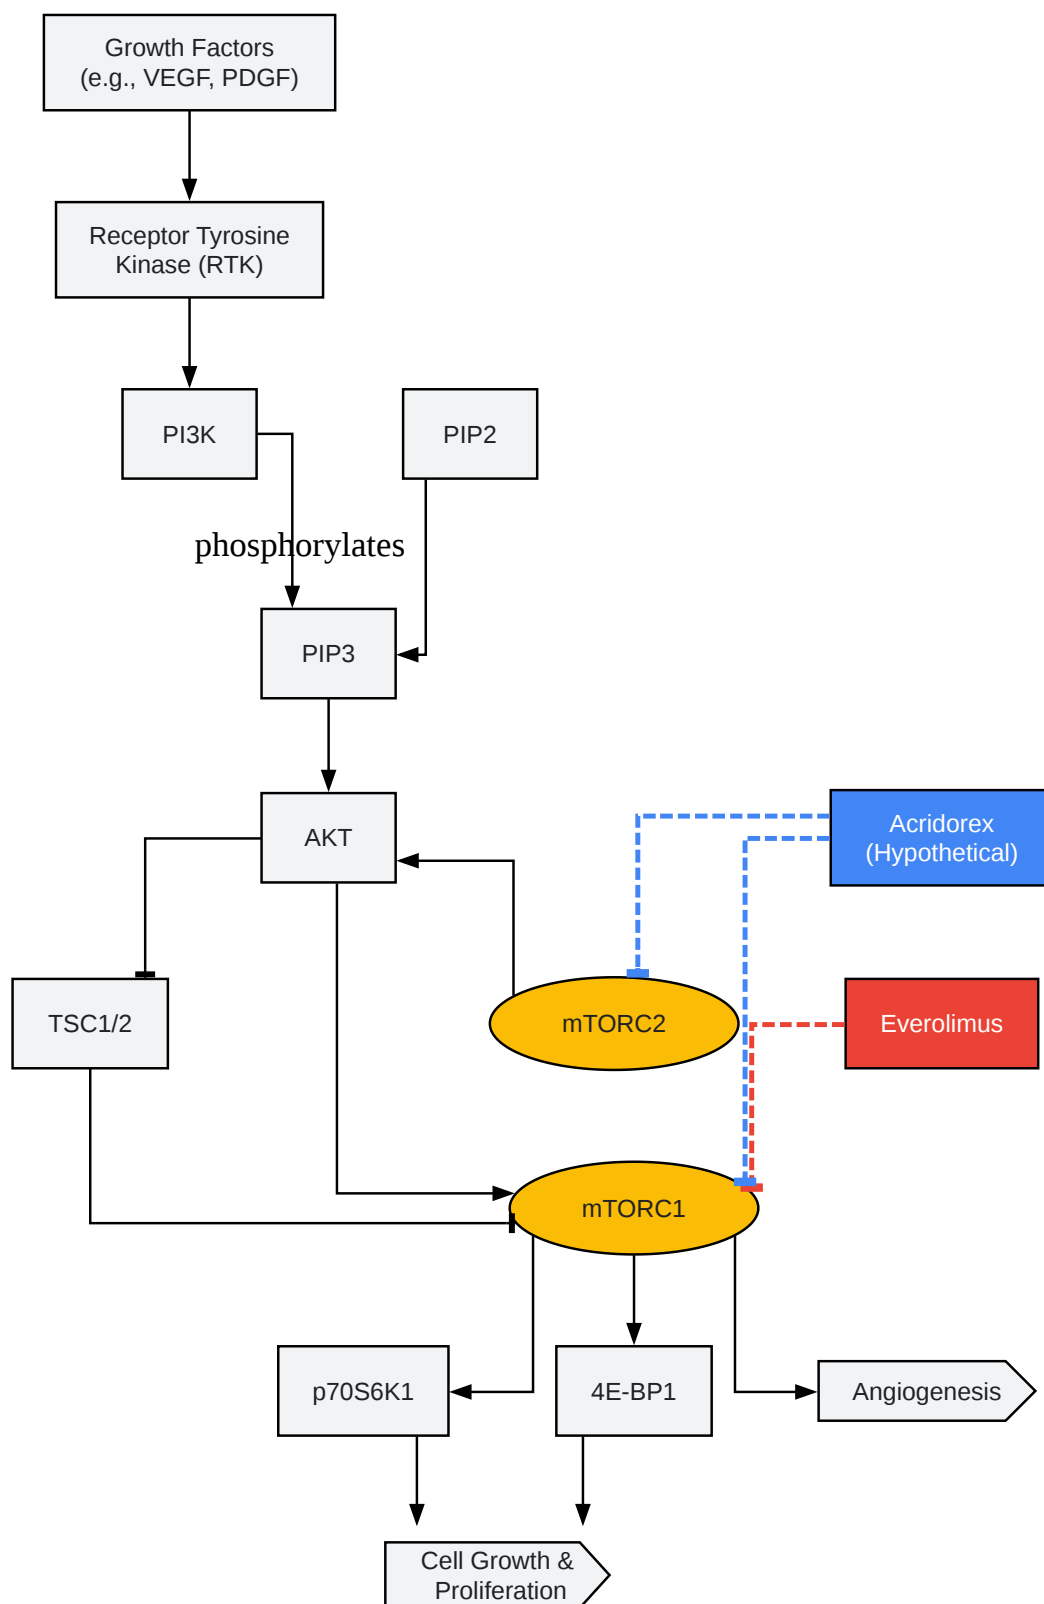 Growth Factors
(e.g., VEGF, PDGF)
Receptor Tyrosine
Kinase (RTK)
PI3K
PIP2
phosphorylates
PIP3
AKT
Acridorex
(Hypothetical)
TSC1/2
mTORC2
Everolimus
mTORC1
p70S6K1
4E-BP1
Angiogenesis
Cell Growth &
Proliferation